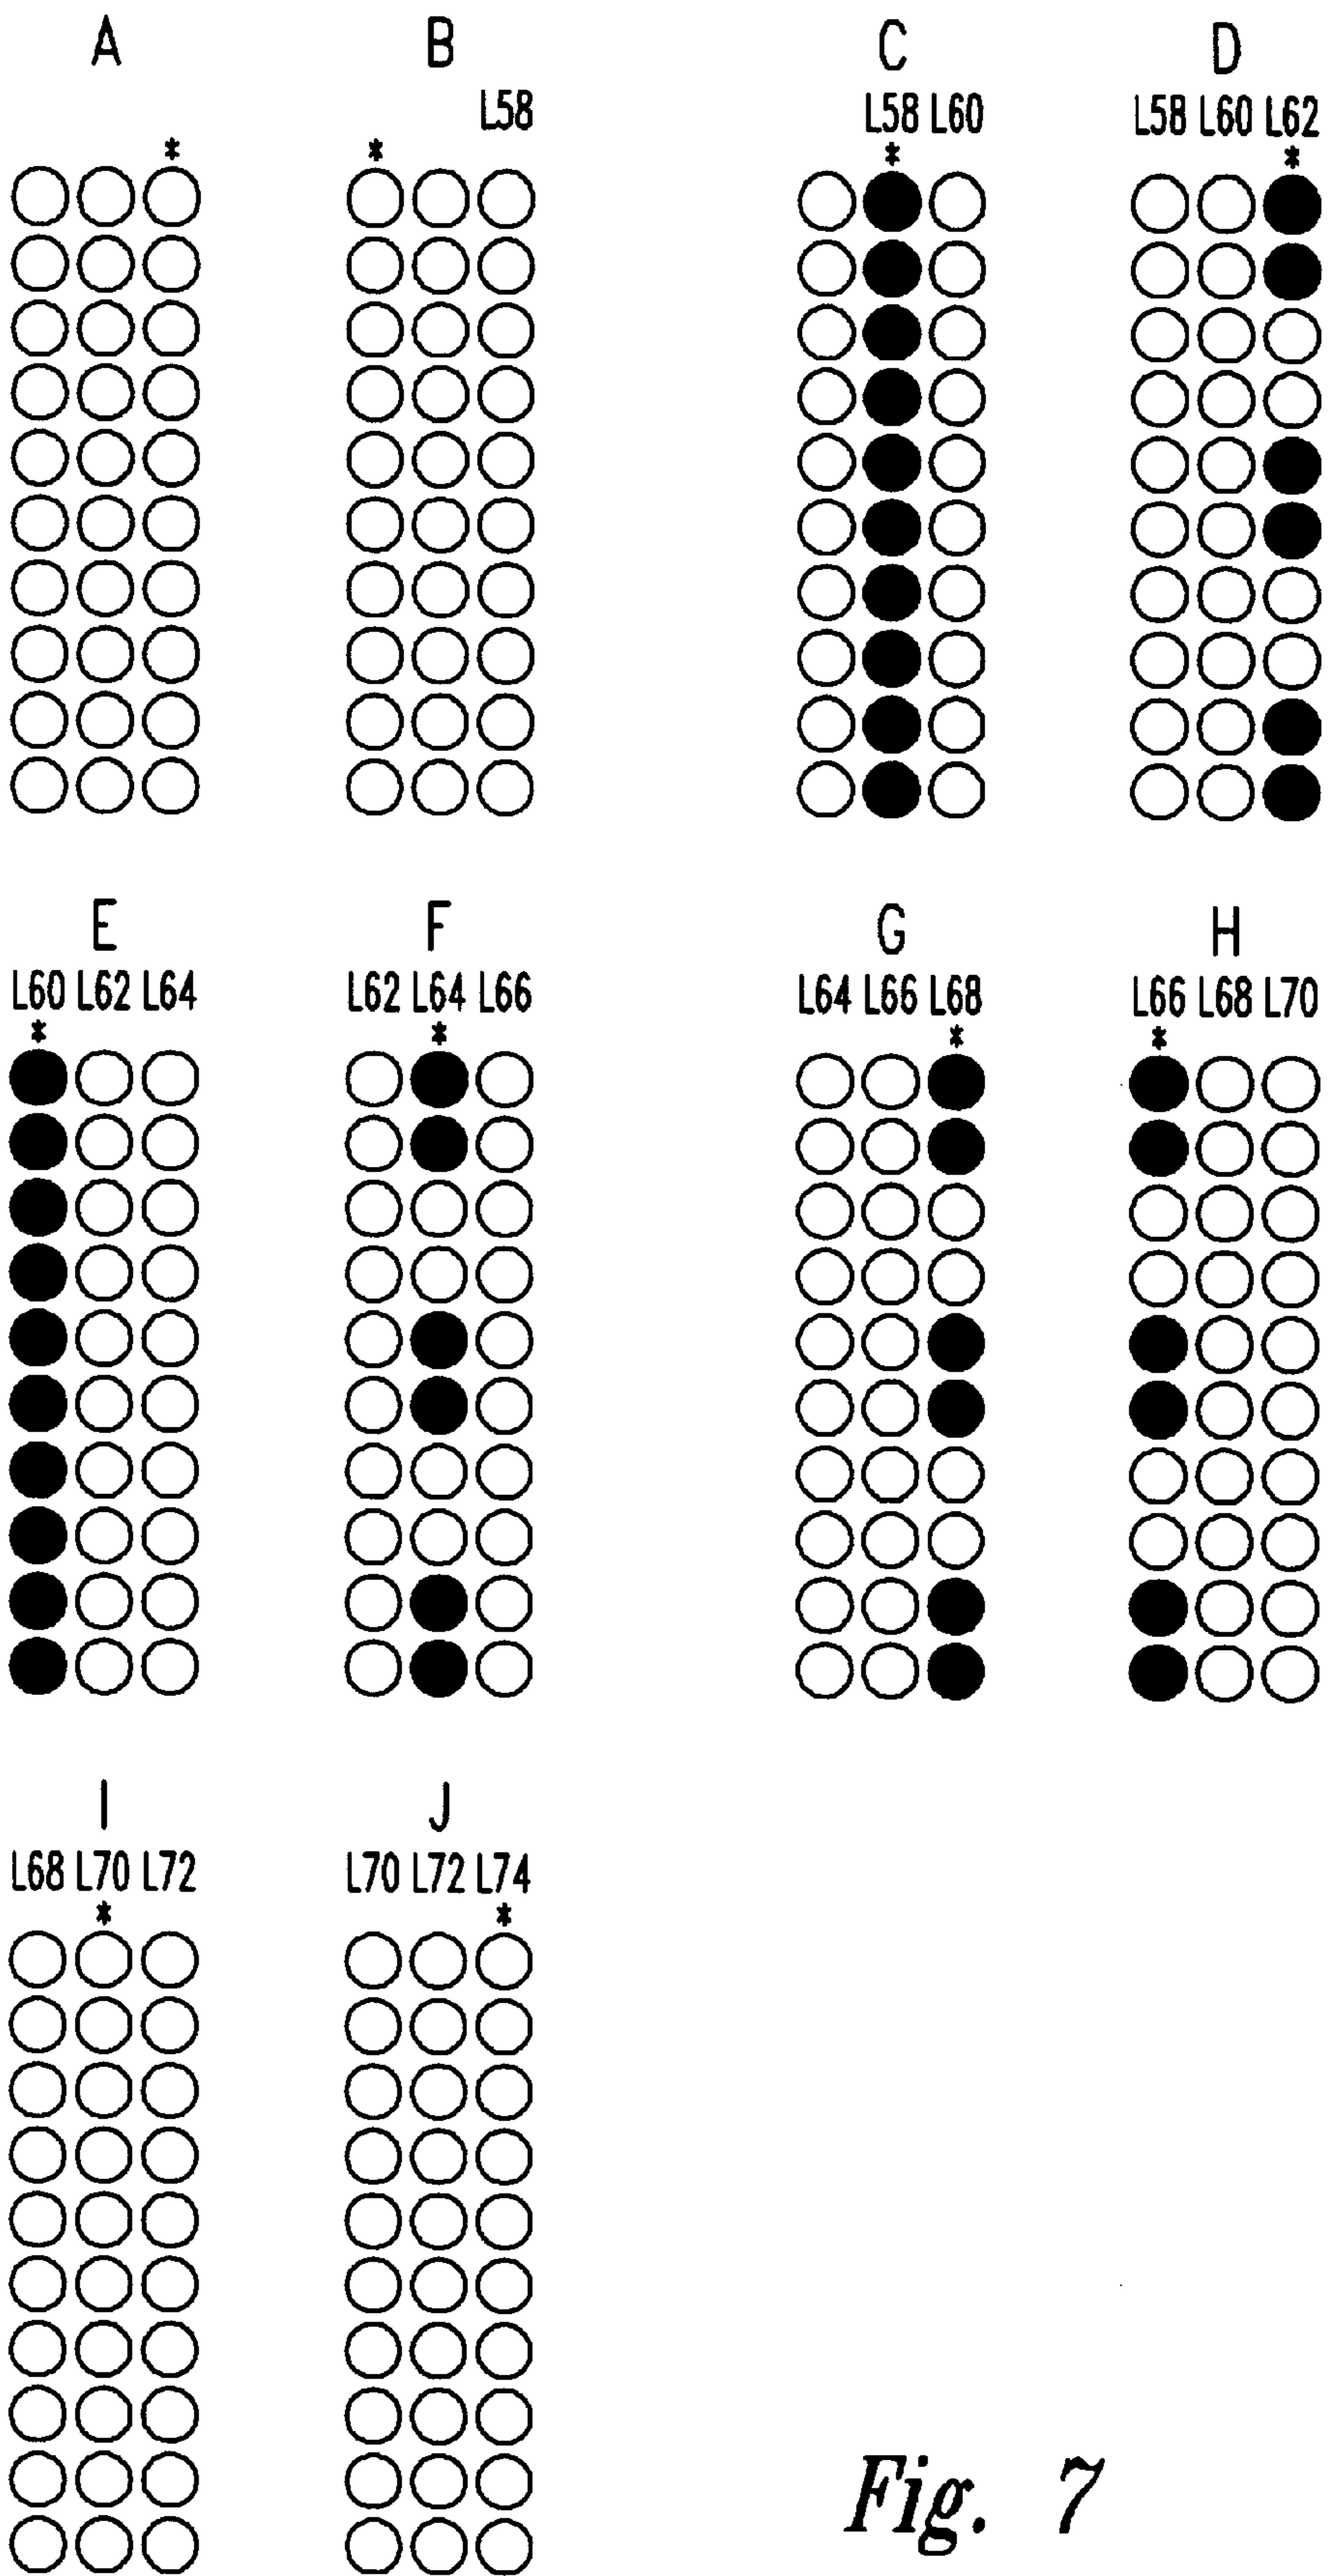 A B C D
L58 L58 L60 L58 L60 L62
* * * *
E F G H
L60 L62 L64 L62 L64 L66 L64 L66 L68 L66 L68 L70
* * * *
I J
L68 L70 L72 L70 L72 L74
* *
Fig. 7